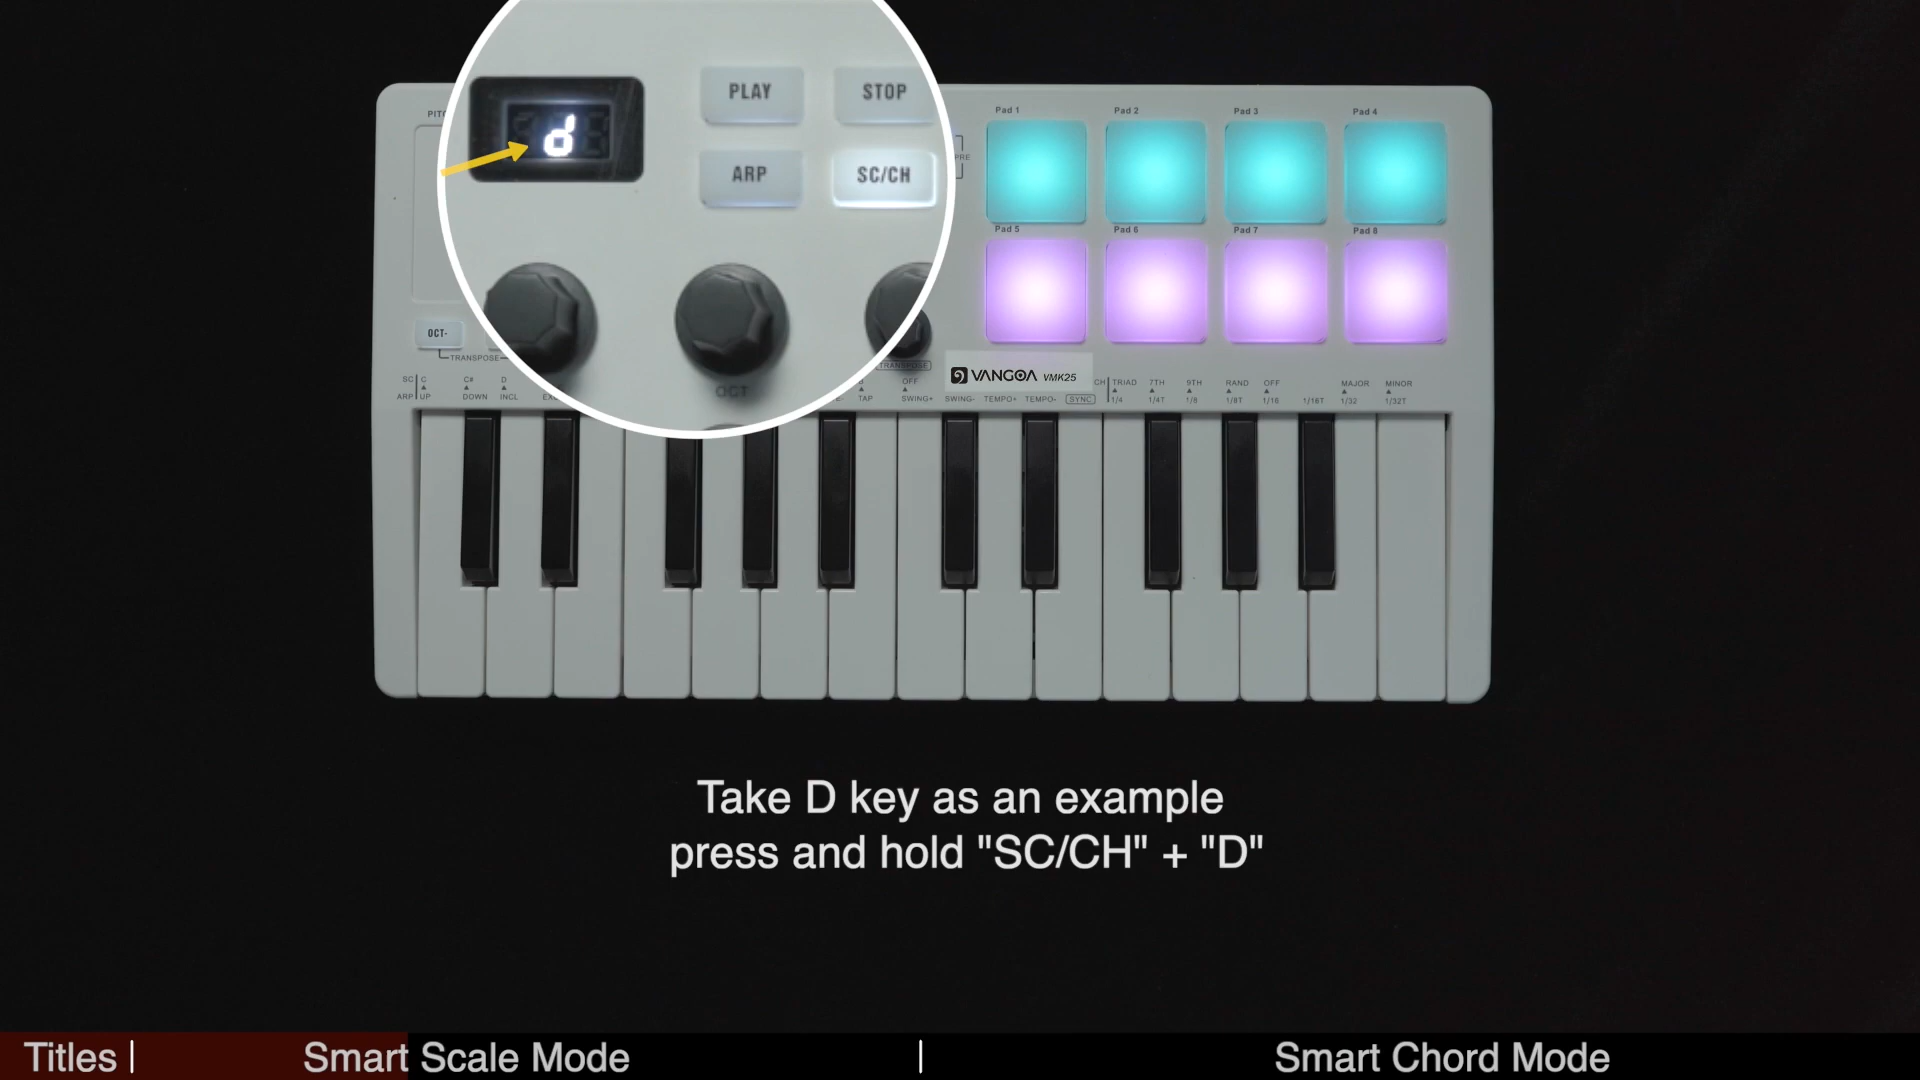 PLAY
STOP
d
ARP
SC/CH
PRE
Pad 1
Pad 2
Pad 3
Pad 4
Pad 5
Pad 6
Pad 7
Pad 8
OCT-
TRANSPOSE
OCT
TRANSPOSE
VANGOA VMK25
SC C C# D OFF CH TRIAD 7TH 9TH RAND OFF MAJOR MINOR
ARP UP DOWN INCL TAP SWING+ SWING- TEMPO+ TEMPO- SYNC 1/4 1/4T 1/8 1/8T 1/16 1/16T 1/32 1/32T
Take D key as an example
press and hold "SC/CH" + "D"
Titles | Smart Scale Mode | Smart Chord Mode